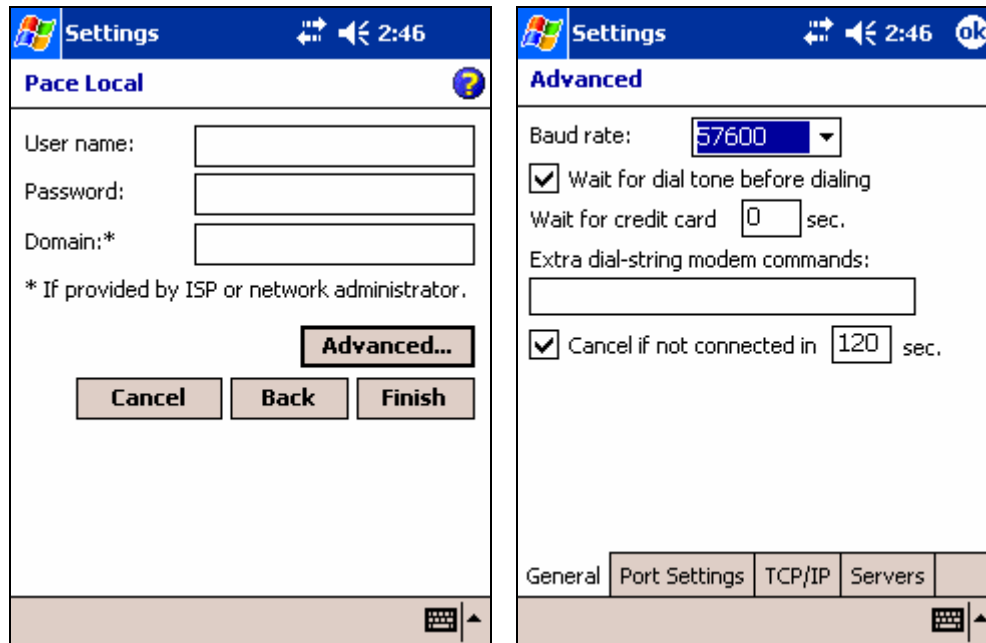 Settings 2:46
Pace Local
User name:
Password:
Domain:*
* If provided by ISP or network administrator.
Advanced...
Cancel Back Finish
Settings 2:46 ok
Advanced
Baud rate: 57600
Wait for dial tone before dialing
Wait for credit card 0 sec.
Extra dial-string modem commands:
Cancel if not connected in 120 sec.
General Port Settings TCP/IP Servers